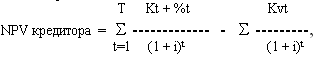 T Kt + %t Kvt
NPV кредитора = Σ ------------- - Σ ---------,
t=1 (1 + i)ᵗ (1 + i)ᵗ